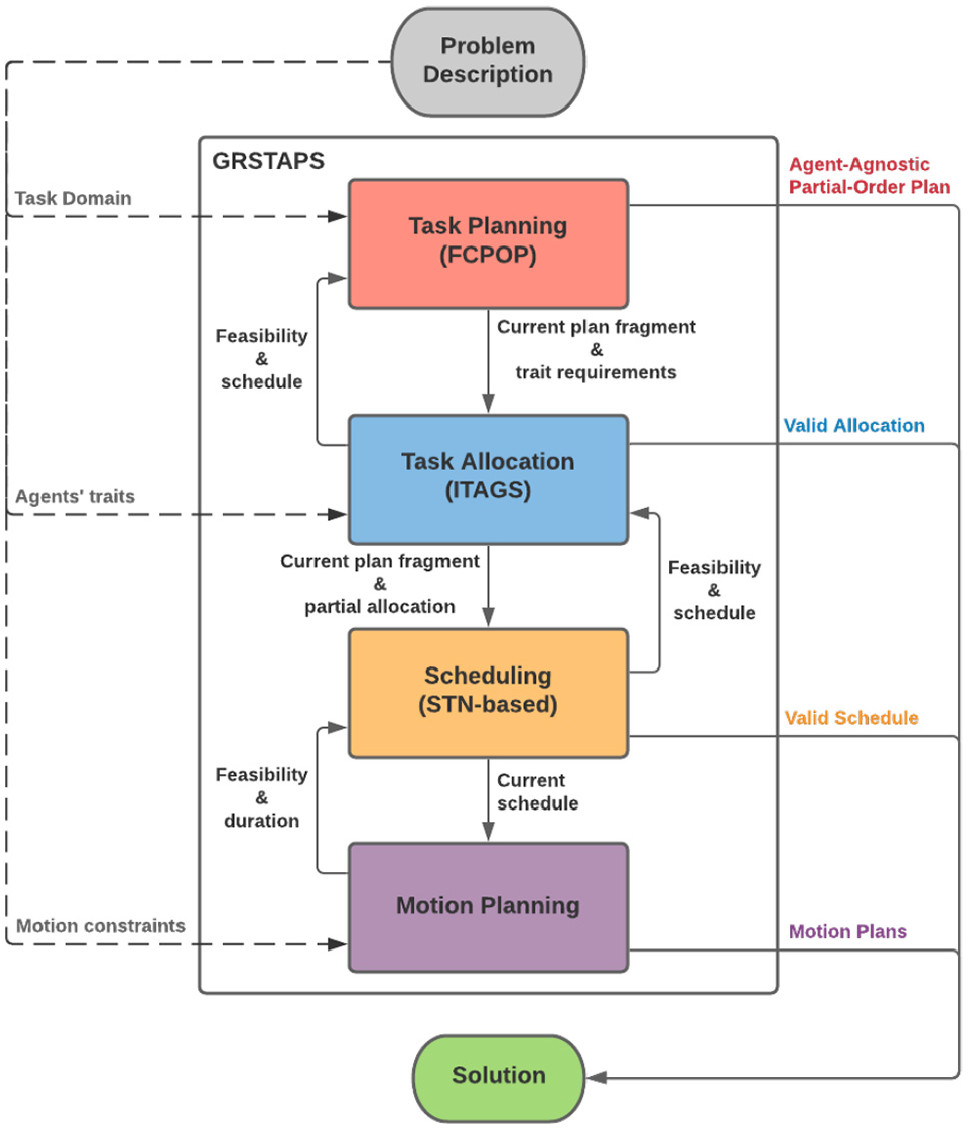 Problem
Description
GRSTAPS
Agent-Agnostic
Partial-Order Plan
Task Domain
Task Planning
(FCPOP)
Feasibility
&
schedule
Current plan fragment
&
trait requirements
Valid Allocation
Task Allocation
(ITAGS)
Agents' traits
Current plan fragment
&
partial allocation
Feasibility
&
schedule
Scheduling
(STN-based)
Valid Schedule
Feasibility
&
duration
Current
schedule
Motion Planning
Motion constraints
Motion Plans
Solution